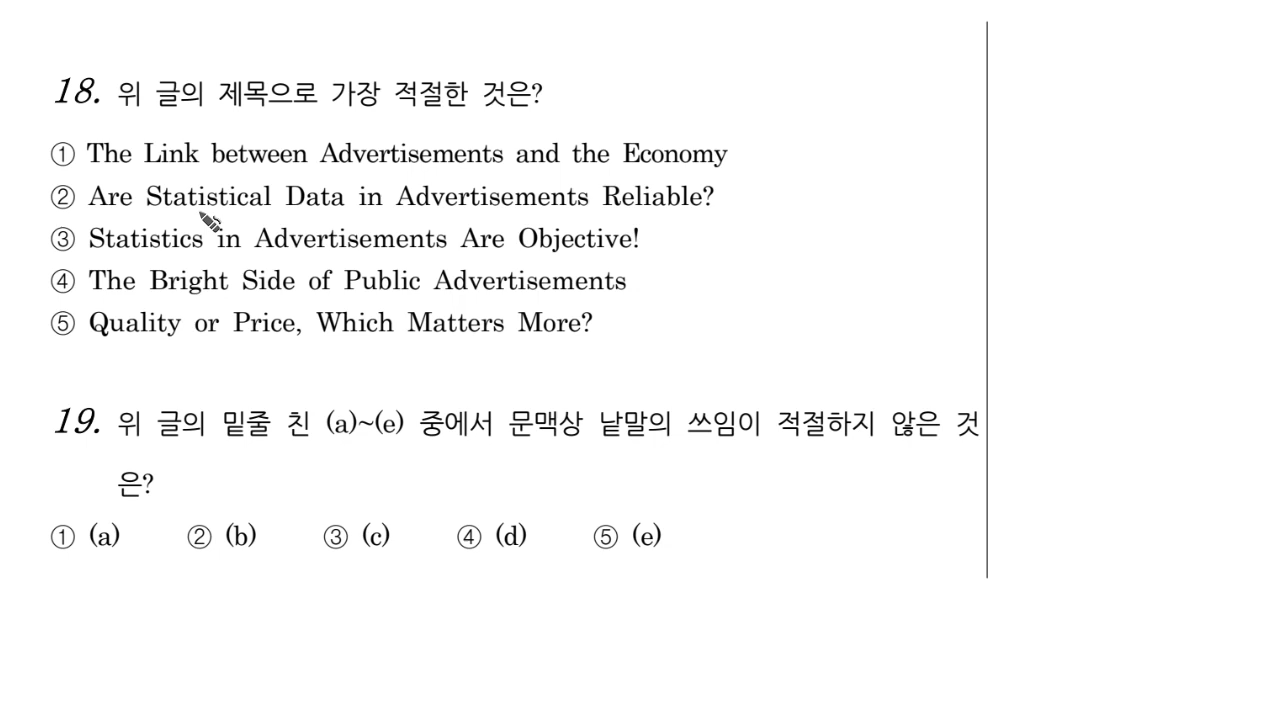 18. 위 글의 제목으로 가장 적절한 것은?
① The Link between Advertisements and the Economy
② Are Statistical Data in Advertisements Reliable?
③ Statistics in Advertisements Are Objective!
④ The Bright Side of Public Advertisements
⑤ Quality or Price, Which Matters More?
19. 위 글의 밑줄 친 (a)~(e) 중에서 문맥상 낱말의 쓰임이 적절하지 않은 것
은?
① (a) ② (b) ③ (c) ④ (d) ⑤ (e)